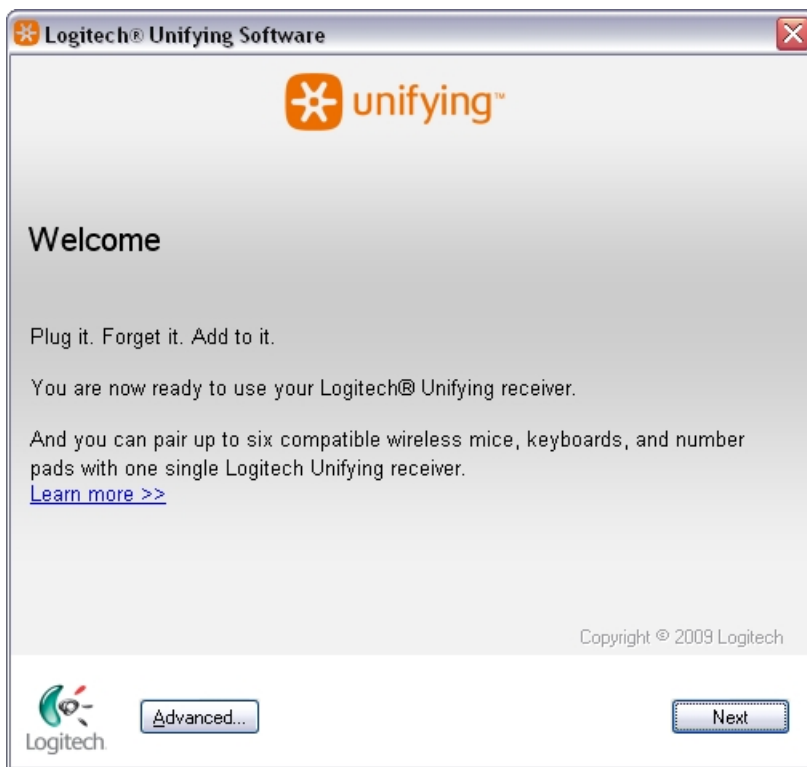 Logitech® Unifying Software
unifying™
Welcome
Plug it. Forget it. Add to it.
You are now ready to use your Logitech® Unifying receiver.
And you can pair up to six compatible wireless mice, keyboards, and number
pads with one single Logitech Unifying receiver.
Learn more >>
Copyright © 2009 Logitech
Logitech
Advanced...
Next